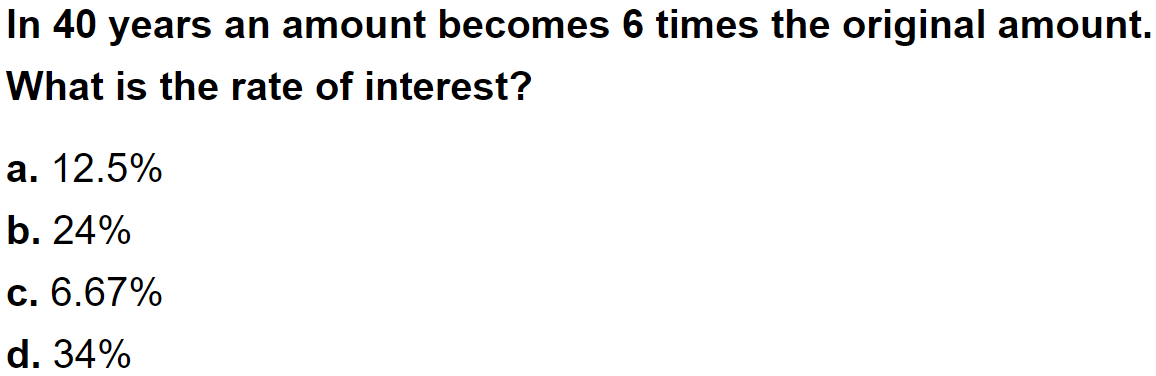 In 40 years an amount becomes 6 times the original amount.
What is the rate of interest?
a. 12.5%
b. 24%
c. 6.67%
d. 34%